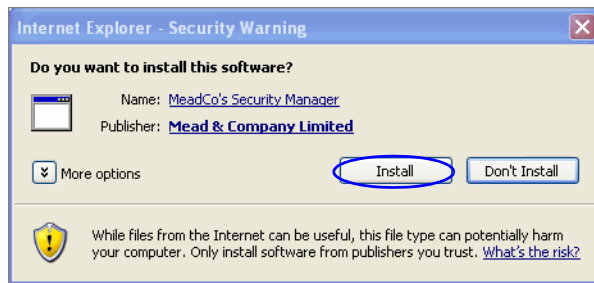 Internet Explorer - Security Warning
Do you want to install this software?
Name: MeadCo's Security Manager
Publisher: Mead & Company Limited
More options
Install
Don't Install
While files from the Internet can be useful, this file type can potentially harm
your computer. Only install software from publishers you trust. What's the risk?